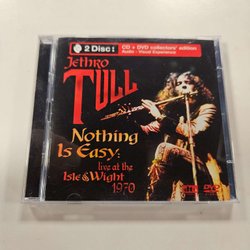 2 Disc!
CD + DVD collectors' edition
Audio - Visual Experience
Jethro
TULL
Nothing
Is Easy:
live at the
Isle of Wight
1970
DVD